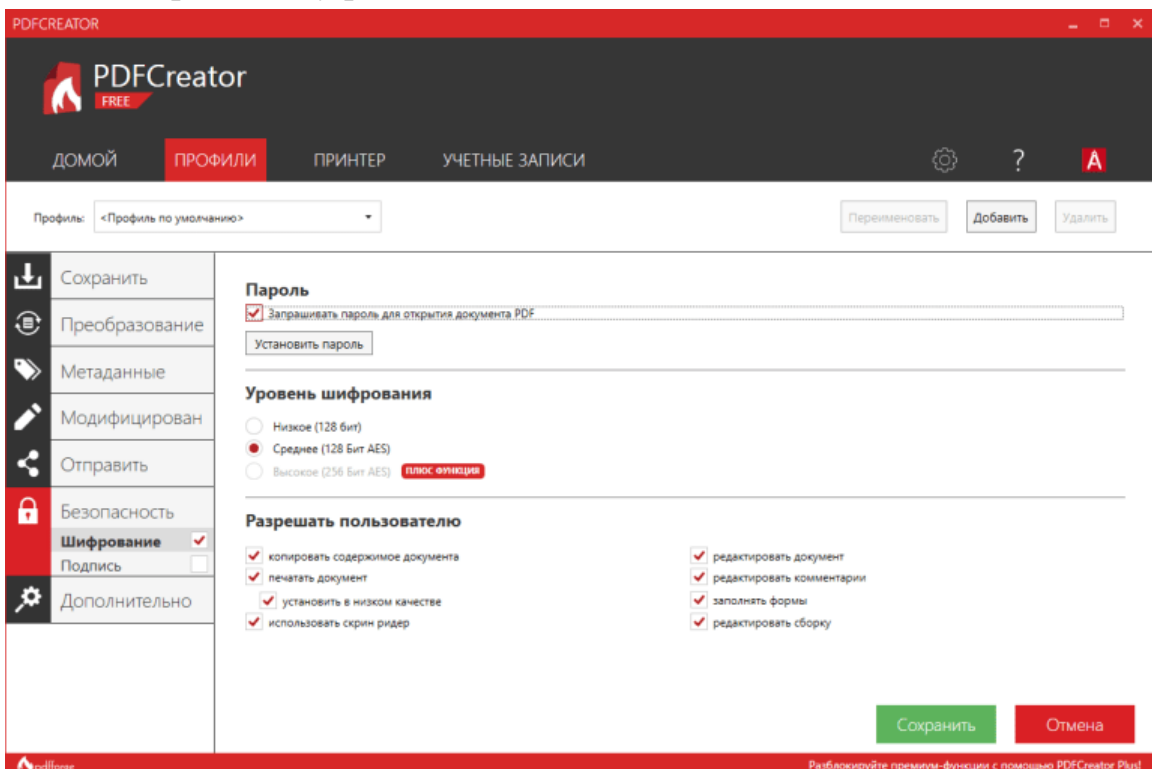 PDFCREATOR
PDFCreator
FREE
ДОМОЙ ПРОФИЛИ ПРИНТЕР УЧЕТНЫЕ ЗАПИСИ ? A
Профиль: <Профиль по умолчанию> Переименовать Добавить Удалить
Сохранить
Преобразование
Метаданные
Модифицирован
Отправить
Безопасность
Шифрование
Подпись
Дополнительно
Пароль
Запрашивать пароль для открытия документа PDF
Установить пароль
Уровень шифрования
Низкое (128 бит)
Среднее (128 Бит AES)
Высокое (256 Бит AES) ПЛЮС ФУНКЦИЯ
Разрешать пользователю
копировать содержимое документа
печатать документ
установить в низком качестве
использовать скрин ридер
редактировать документ
редактировать комментарии
заполнять формы
редактировать сборку
Сохранить Отмена
pdfforge Разблокируйте премиум-функции с помощью PDFCreator Plus!